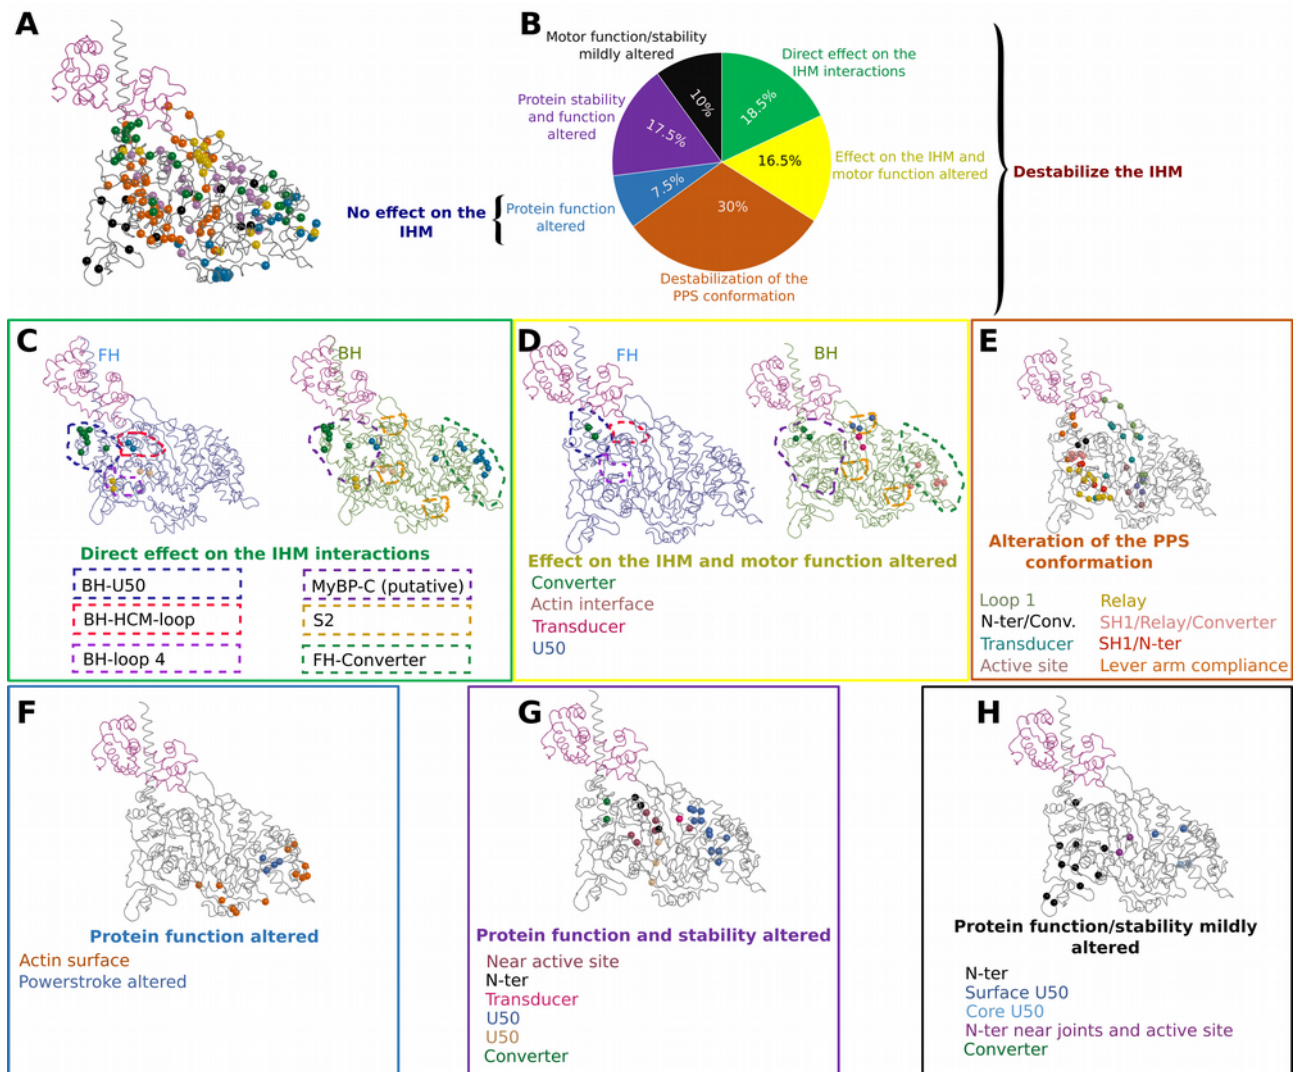 A
B
Motor function/stability
mildly altered
Direct effect on the
IHM interactions
Protein stability
and function
altered
10%
18.5%
17.5%
16.5%
Effect on the IHM and
motor function altered
7.5%
30%
Protein function
altered
No effect on the
IHM
Destabilization of the
PPS conformation
Destabilize the IHM
C
FH
BH
Direct effect on the IHM interactions
BH-U50
BH-HCM-loop
BH-loop 4
MyBP-C (putative)
S2
FH-Converter
D
FH
BH
Effect on the IHM and motor function altered
Converter
Actin interface
Transducer
U50
E
Alteration of the PPS
conformation
Loop 1
N-ter/Conv.
Transducer
Active site
Relay
SH1/Relay/Converter
SH1/N-ter
Lever arm compliance
F
Protein function altered
Actin surface
Powerstroke altered
G
Protein function and stability altered
Near active site
N-ter
Transducer
U50
U50
Converter
H
Protein function/stability mildly
altered
N-ter
Surface U50
Core U50
N-ter near joints and active site
Converter